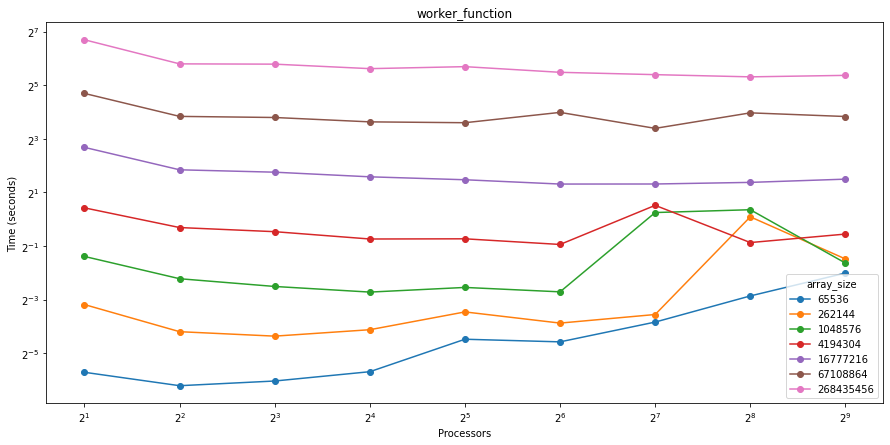 worker_function
Time (seconds)
2^7
2^5
2^3
2^1
2^−1
2^−3
2^−5
2^1 2^2 2^3 2^4 2^5 2^6 2^7 2^8 2^9
Processors
array_size
65536
262144
1048576
4194304
16777216
67108864
268435456